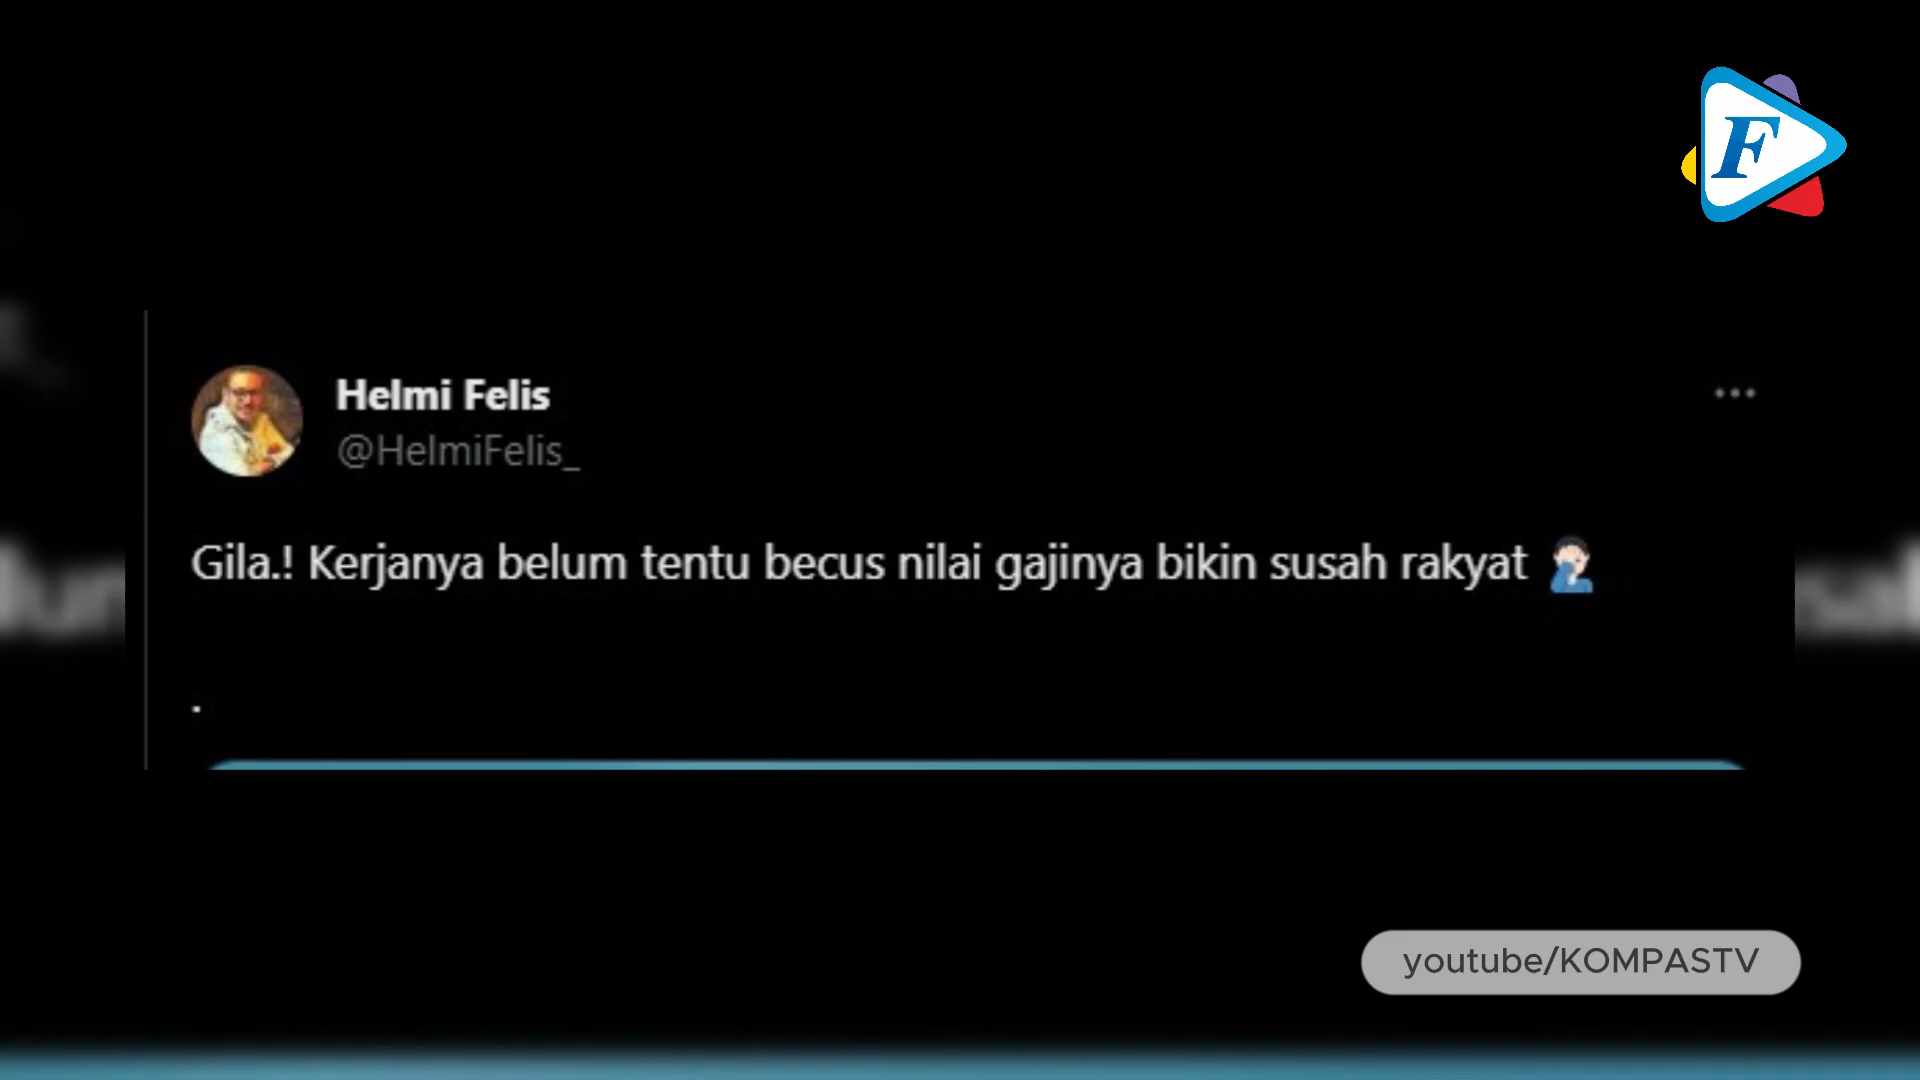 F
Helmi Felis
@HelmiFelis_
Gila.! Kerjanya belum tentu becus nilai gajinya bikin susah rakyat 🤦🏻‍♂️
.
youtube/KOMPASTV